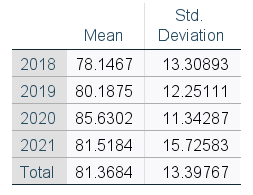 Mean Std. Deviation
2018 78.1467 13.30893
2019 80.1875 12.25111
2020 85.6302 11.34287
2021 81.5184 15.72583
Total 81.3684 13.39767